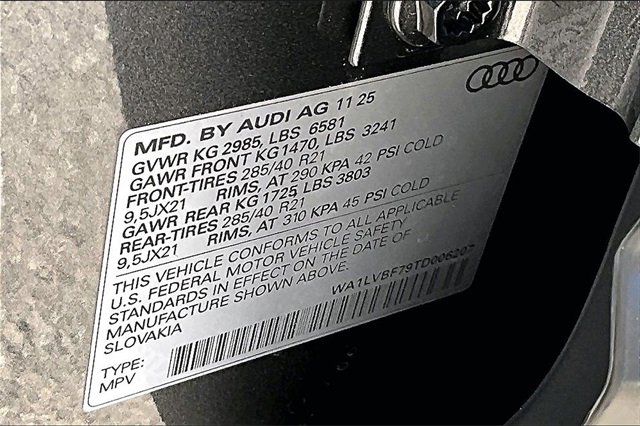 MFD. BY AUDI AG 11 25
GVWR KG 2985, LBS 6581
GAWR FRONT KG1470, LBS 3241
FRONT-TIRES 285/40 R21
9,5JX21 RIMS, AT 290 KPA 42 PSI COLD
GAWR REAR KG 1725 LBS 3803
REAR-TIRES 285/40 R21
9,5JX21 RIMS, AT 310 KPA 45 PSI COLD
THIS VEHICLE CONFORMS TO ALL APPLICABLE
U.S. FEDERAL MOTOR VEHICLE SAFETY
STANDARDS IN EFFECT ON THE DATE OF
MANUFACTURE SHOWN ABOVE.
SLOVAKIA
WA1LVBF79TD006207
TYPE:
MPV